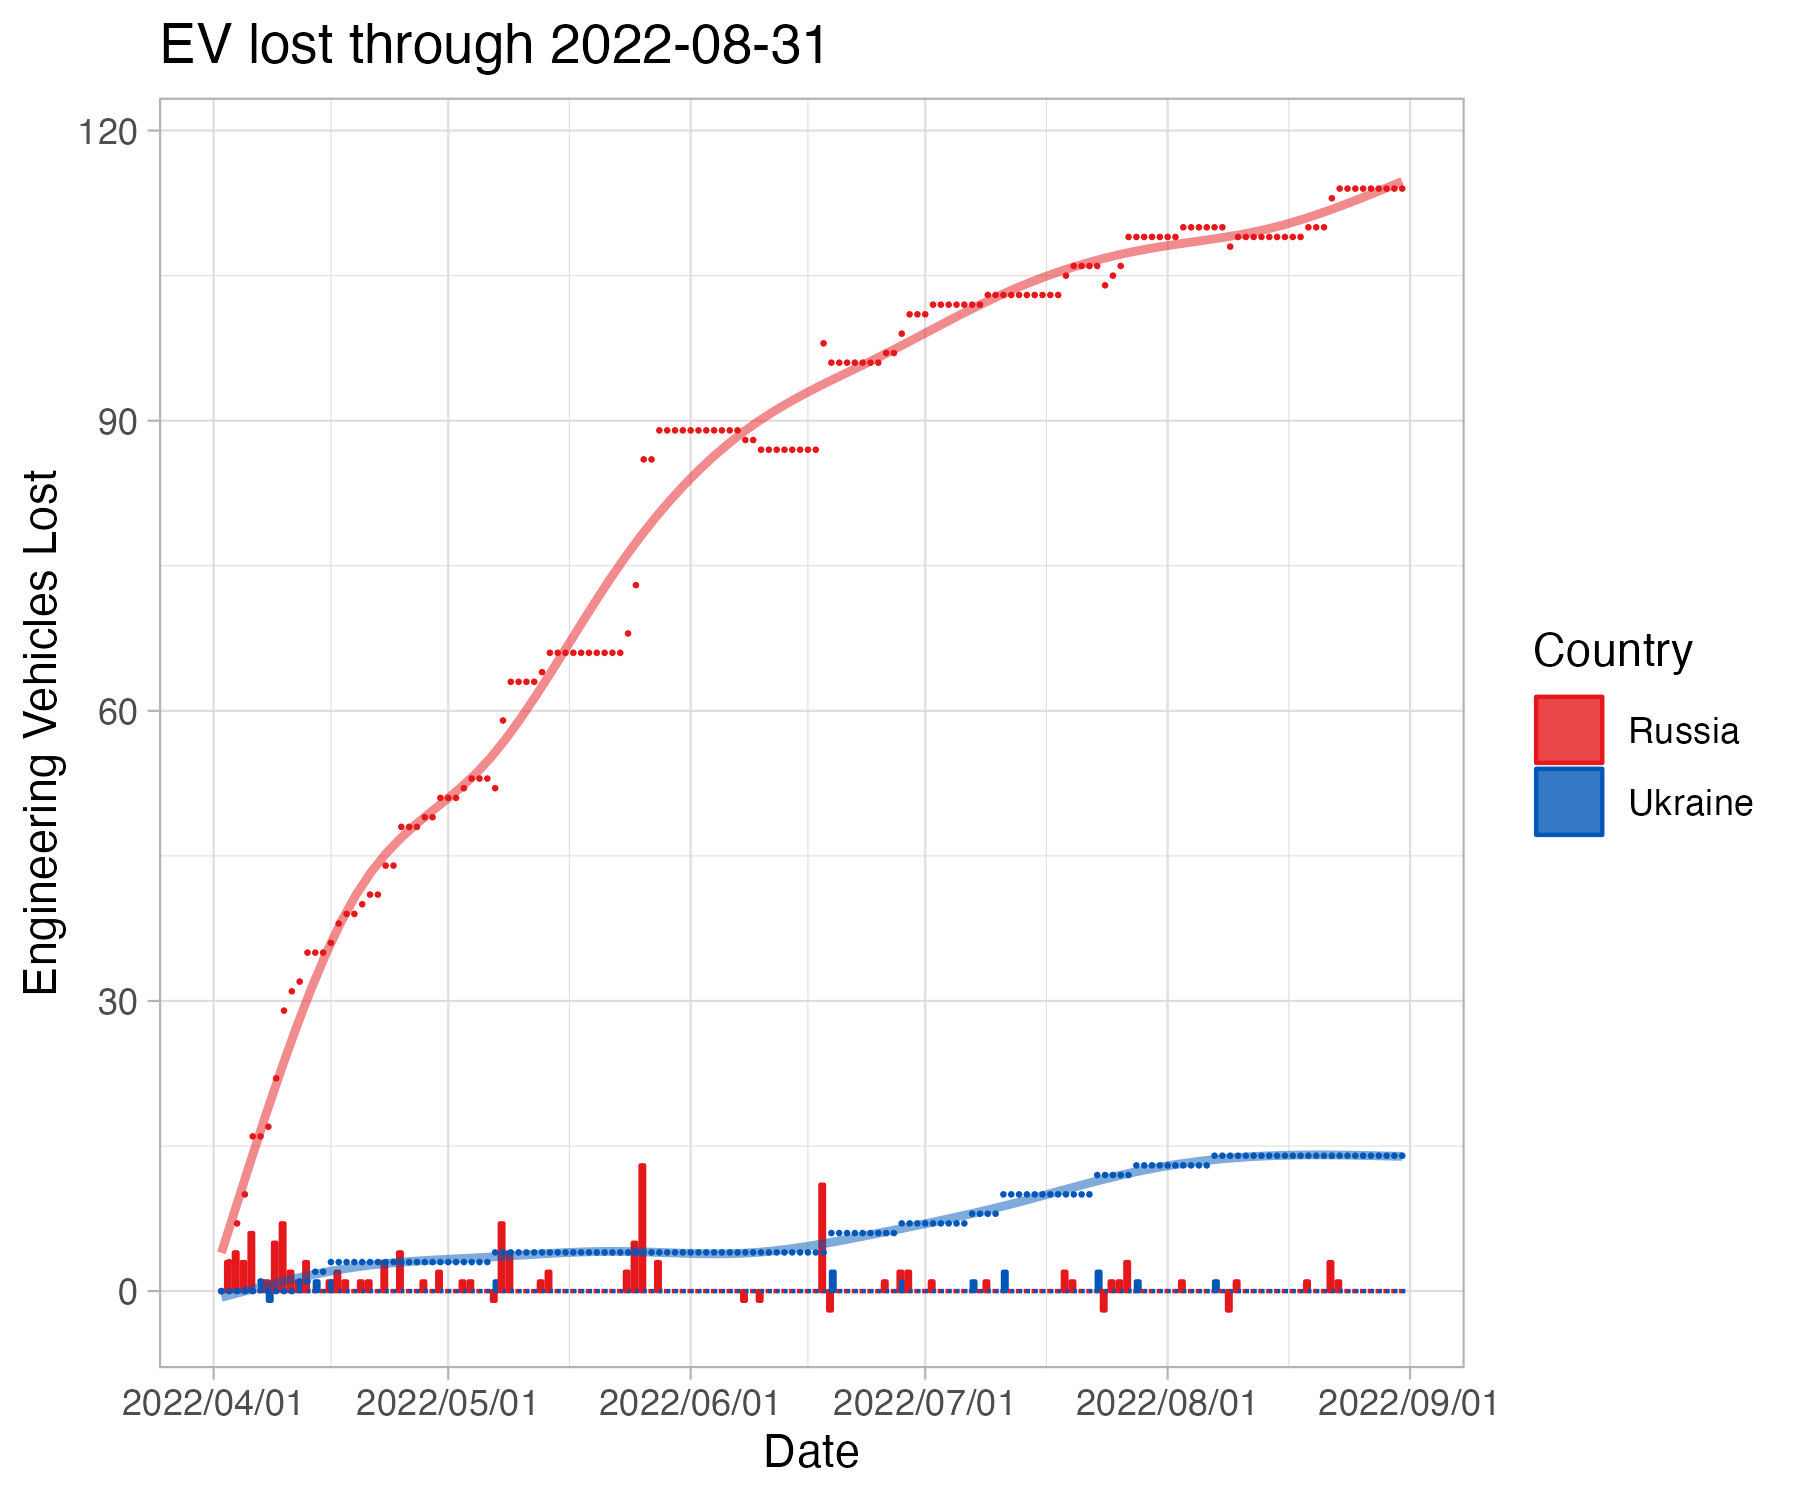 EV lost through 2022-08-31
120
90
60
30
0
Engineering Vehicles Lost
2022/04/01 2022/05/01 2022/06/01 2022/07/01 2022/08/01 2022/09/01
Date
Country
Russia
Ukraine